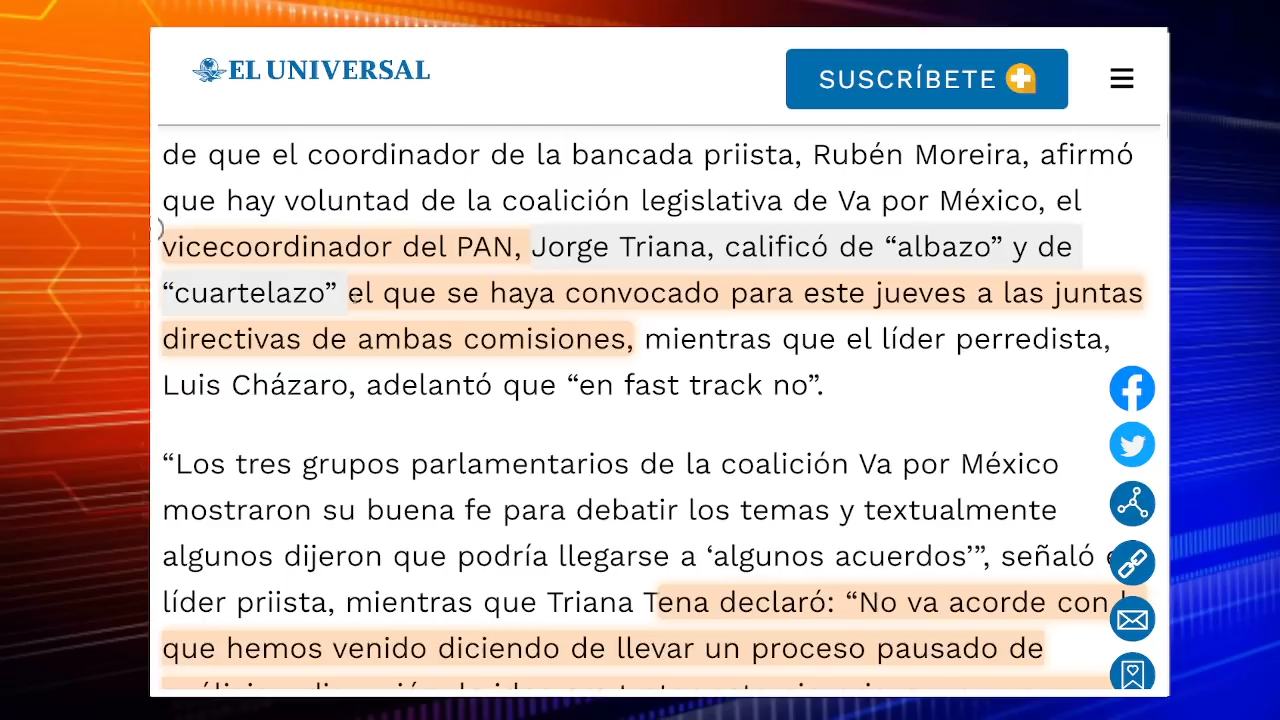 EL UNIVERSAL
SUSCRÍBETE
de que el coordinador de la bancada priista, Rubén Moreira, afirmó
que hay voluntad de la coalición legislativa de Va por México, el
vicecoordinador del PAN, Jorge Triana, calificó de “albazo” y de
“cuartelazo” el que se haya convocado para este jueves a las juntas
directivas de ambas comisiones, mientras que el líder perredista,
Luis Cházaro, adelantó que “en fast track no”.
“Los tres grupos parlamentarios de la coalición Va por México
mostraron su buena fe para debatir los temas y textualmente
algunos dijeron que podría llegarse a ‘algunos acuerdos’”, señaló
líder priista, mientras que Triana Tena declaró: “No va acorde con
que hemos venido diciendo de llevar un proceso pausado de